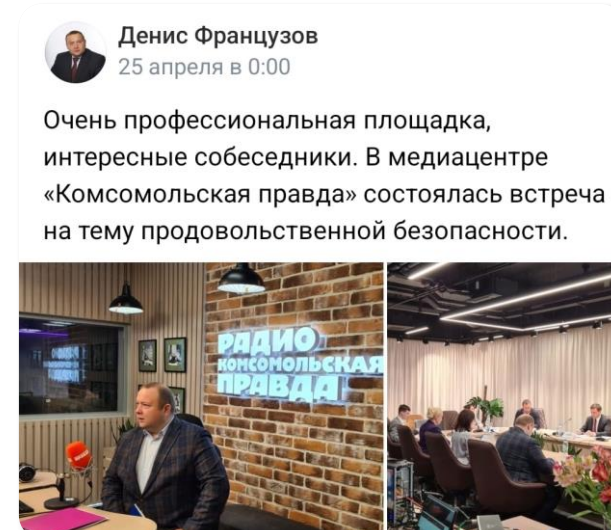 Денис Французов
25 апреля в 0:00
Очень профессиональная площадка,
интересные собеседники. В медиацентре
«Комсомольская правда» состоялась встреча
на тему продовольственной безопасности.
РАДИО
КОМСОМОЛЬСКАЯ
ПРАВДА